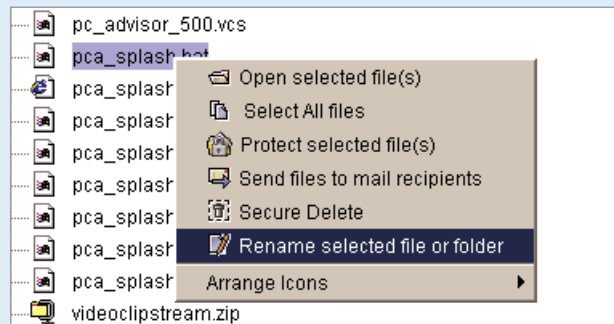 pc_advisor_500.vcs
pca_splash.bat
Open selected file(s)
pca_splash
Select All files
pca_splash
Protect selected file(s)
pca_splash
Send files to mail recipients
pca_splash
Secure Delete
pca_splash
Rename selected file or folder
pca_splash
Arrange Icons
pca_splash
videoclipstream.zip